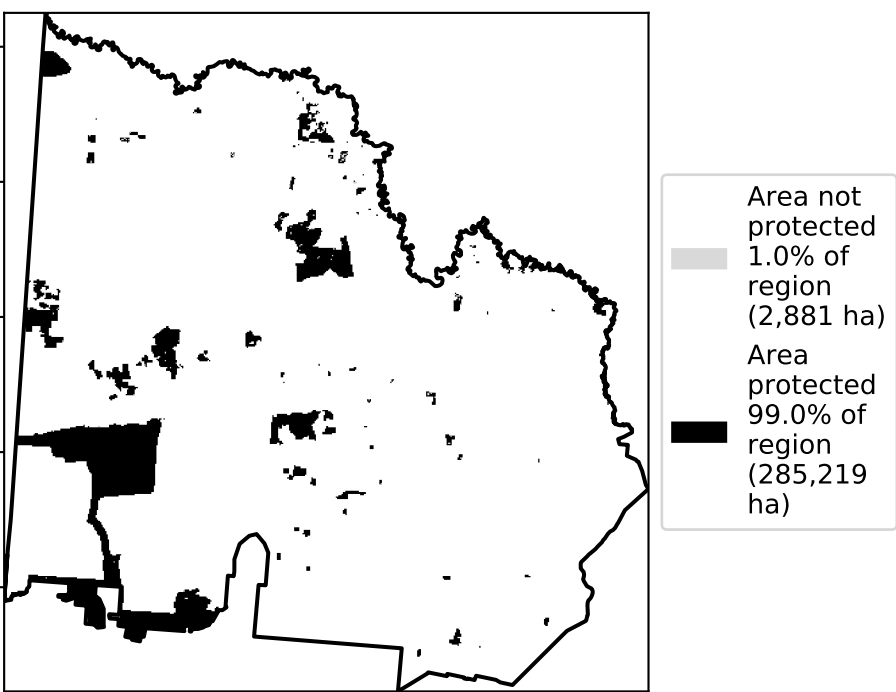 Area not
protected
1.0% of
region
(2,881 ha)
Area
protected
99.0% of
region
(285,219
ha)